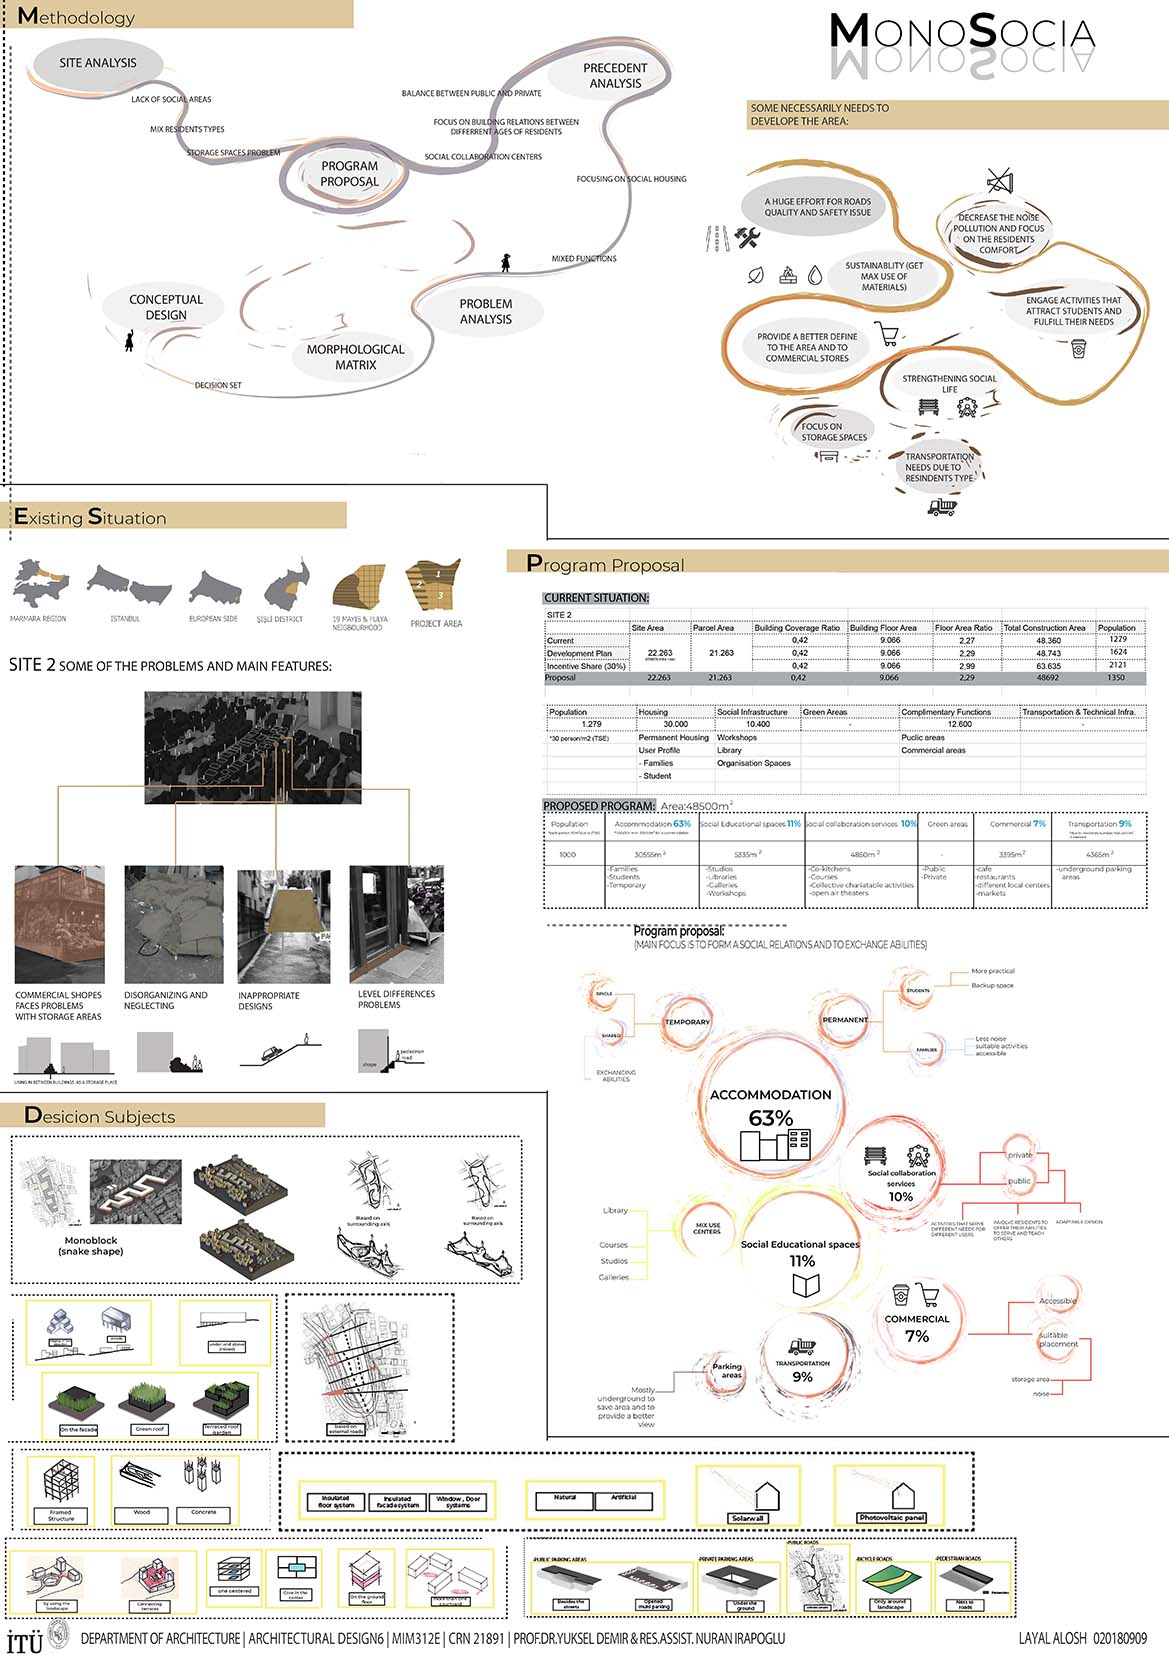 Methodology
MONOSOCIA
SITE ANALYSIS
LACK OF SOCIAL AREAS
MIX RESIDENTS TYPES
STORAGE SPACES PROBLEM
PROGRAM
PROPOSAL
BALANCE BETWEEN PUBLIC AND PRIVATE
FOCUS ON BUILDING RELATIONS BETWEEN
DIFFERRENT AGES OF RESIDENTS
SOCIAL COLLABORATION CENTERS
PRECEDENT
ANALYSIS
FOCUSING ON SOCIAL HOUSING
MIXED FUNCTIONS
PROBLEM
ANALYSIS
MORPHOLOGICAL
MATRIX
CONCEPTUAL
DESIGN
DECISION SET
SOME NECESSARILY NEEDS TO
DEVELOPE THE AREA:
A HUGE EFFORT FOR ROADS
QUALITY AND SAFETY ISSUE
DECREASE THE NOISE
POLLUTION AND FOCUS
ON THE RESIDENTS
COMFORT
SUSTAINABLITY (GET
MAX USE OF
MATERIALS)
ENGAGE ACTIVITIES THAT
ATTRACT STUDENTS AND
FULFILL THEIR NEEDS
PROVIDE A BETTER DEFINE
TO THE AREA AND TO
COMMERCIAL STORES
STRENGTHENING SOCIAL
LIFE
FOCUS ON
STORAGE SPACES
TRANSPORTATION
NEEDS DUE TO
RESINDENTS TYPE
Existing Situation
MARMARA REGION
ISTANBUL
EUROPEAN SIDE
ŞIŞLI DISTRICT
19 MAYIS & FULYA
NEIGBOURHOOD
1
2
3
PROJECT AREA
SITE 2 SOME OF THE PROBLEMS AND MAIN FEATURES:
COMMERCIAL SHOPES
FACES PROBLEMS
WITH STORAGE AREAS
DISORGANIZING AND
NEGLECTING
INAPPROPRIATE
DESIGNS
LEVEL DIFFERENCES
PROBLEMS
USING IN BETWEEN BUILDINGS AS A STORAGE PLACE
shope
pedestrian
road
Program Proposal
CURRENT SITUATION:
SITE 2
Site Area Parcel Area Building Coverage Ratio Building Floor Area Floor Area Ratio Total Construction Area Population
Current 0,42 9.066 2,27 48.360 1279
Development Plan 22.263 21.263 0,42 9.066 2,29 48.743 1624
Incentive Share (30%) 0,42 9.066 2,99 63.635 2121
Proposal 22.263 21.263 0,42 9.066 2,29 48692 1350
Population Housing Social Infrastructure Green Areas Complimentary Functions Transportation & Technical Infra.
1.279 30.000 10.400 - 12.600 -
*30 person/m2 (TSE) Permanent Housing Workshops Puclic areas
User Profile Library Commercial areas
- Families Organisation Spaces
- Student
PROPOSED PROGRAM: Area:48500m2
Population Accommodation 63% Social Educational spaces 11% Social collaboration services 10% Green areas Commercial 7% Transportation 9%
1000 30555m2 5335m2 4850m2 - 3395m2 4365m2
-Families -Studios -Co-kitchens -Public -cafe -underground parking
-Students -Libraries -Courses -Private -restaurants areas
-Temporary -Galleries -Collective chariatable activities -different local centers
-Workshops -open air theaters -markets
Program proposal:
(MAIN FOCUS IS TO FORM A SOCIAL RELATIONS AND TO EXCHANGE ABILITIES)
SINGLE
SHARED
TEMPORARY
EXCHANGING
ABILITIES
PERMANENT
STUDENTS
More practical
Backup space
FAMILIES
Less noise
suitable activities
accessible
ACCOMMODATION
63%
Social collaboration
services
10%
private
public
ACTIVITIES THAT SERVE
DIFFERENT NEEDS FOR
DIFFERENT USERS
INVOLVE RESIDENTS TO
OFFER THEIR ABILITIES
TO SERVE AND TEACH
OTHERS
ADAPTABLE DESIGN
Library
Courses
Studios
Galleries
MIX USE
CENTERS
Social Educational spaces
11%
COMMERCIAL
7%
Accessible
suitable
placement
storage area
noise
TRANSPORTATION
9%
Parking
areas
Mostly
underground to
save area and to
provide a better
view
Desicion Subjects
Monoblock
(snake shape)
Based on
surrounding axis
Based on
surrounding axis
under and above
(mixed)
On the facade
Green roof
Terraced roof
garden
based on
external roads
Framed
Structure
Wood
Concrete
Insulated
floor system
Insulated
facade system
Window , Door
systems
Natural
Artificial
Solarwall
Photovoltaic panel
by using the
landscape
Connecting
terraces
one centered
Core in the
center
On the ground
floor
more than one
courtyard
-PUBLIC PARKING AREAS
Besides the
streets
Opened
multi parking
-PRIVATE PARKING AREAS
Under the
ground
-PUBLIC ROADS
-BICYCLE ROADS
Only around
landscape
-PEDESTRIAN ROADS
Next to
roads
İTÜ
DEPARTMENT OF ARCHITECTURE | ARCHITECTURAL DESIGN6 | MIM312E | CRN 21891 | PROF.DR.YUKSEL DEMIR & RES.ASSIST. NURAN IRAPOGLU
LAYAL ALOSH 020180909